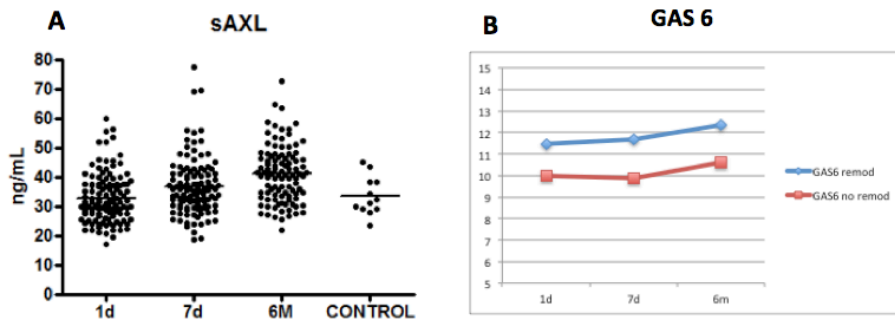 A
sAXL
80
70
60
50
40
30
20
10
0
ng/mL
1d 7d 6M CONTROL
B
GAS 6
15
14
13
12
11
10
9
8
7
6
5
1d 7d 6m
GAS6 remod
GAS6 no remod